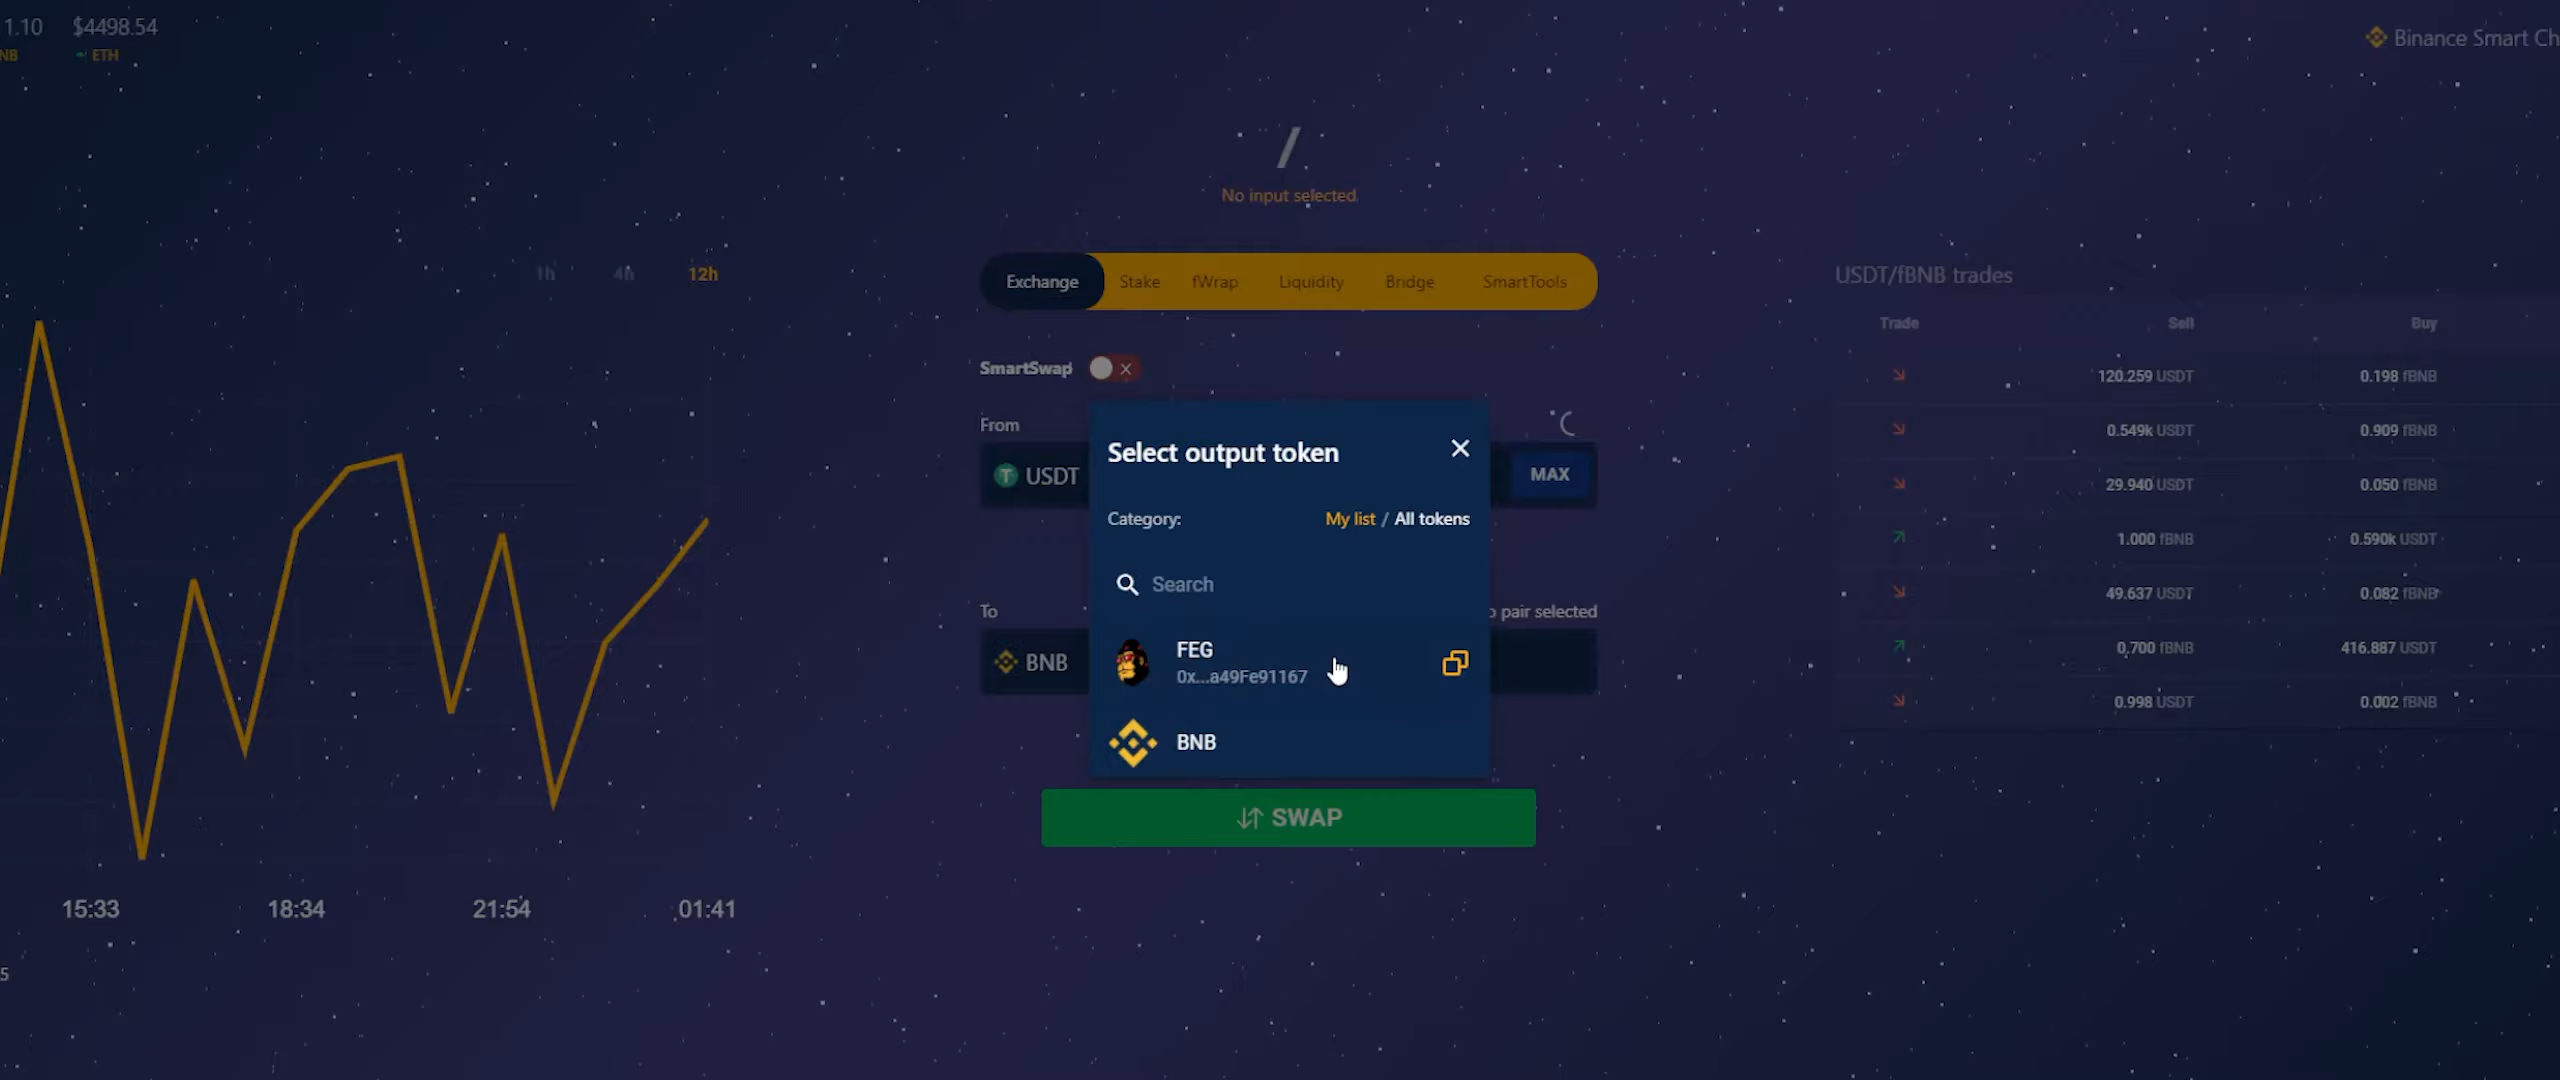 1.10 $4498.54
NB ETH
Binance Smart Ch
/
No input selected
1h 4h 12h
Exchange Stake fWrap Liquidity Bridge SmartTools
SmartSwap
From
USDT
MAX
Select output token
Category: My list / All tokens
Search
To
pair selected
BNB
FEG
0x...a49Fe91167
BNB
SWAP
15:33 18:34 21:54 01:41
5
USDT/fBNB trades
Trade Sell Buy
120.259 USDT 0.198 fBNB
0.549k USDT 0.909 fBNB
29.940 USDT 0.050 fBNB
1.000 fBNB 0.590k USDT
49.637 USDT 0.082 fBNB
0.700 fBNB 416.887 USDT
0.998 USDT 0.002 fBNB